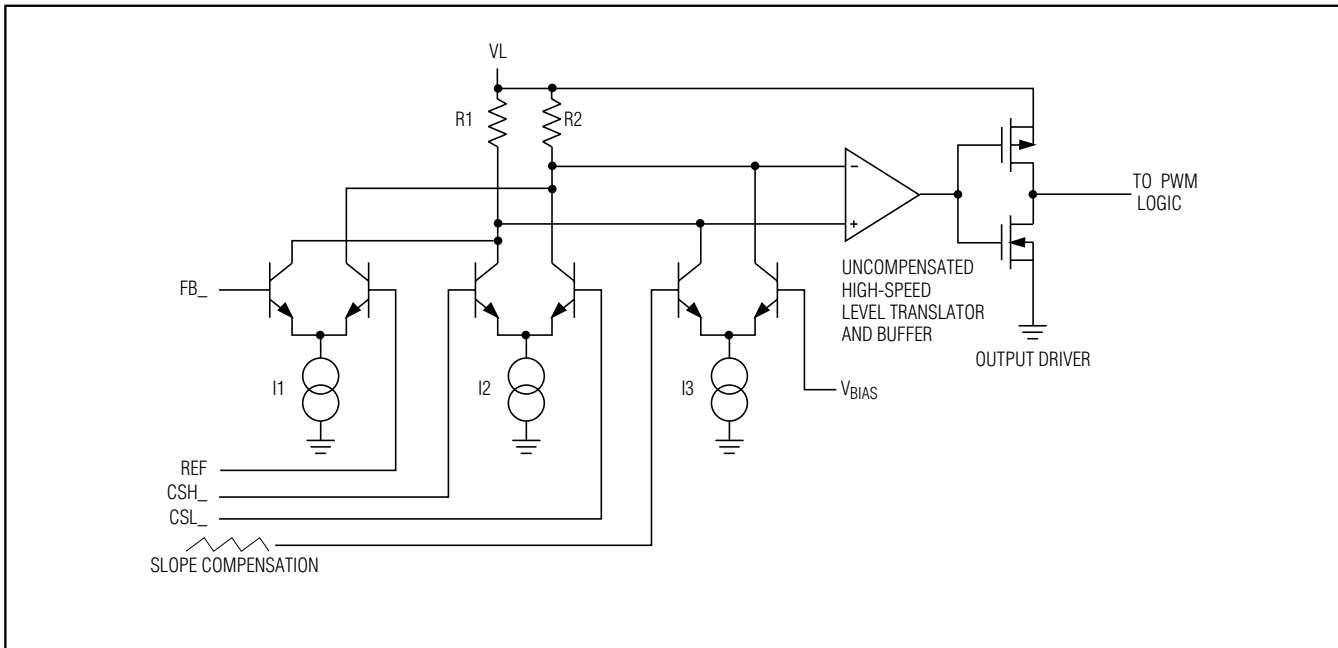 VL
R1
R2
TO PWM
LOGIC
−
+
UNCOMPENSATED
HIGH-SPEED
LEVEL TRANSLATOR
AND BUFFER
FB_
OUTPUT DRIVER
I1
I2
I3
VBIAS
REF
CSH_
CSL_
SLOPE COMPENSATION